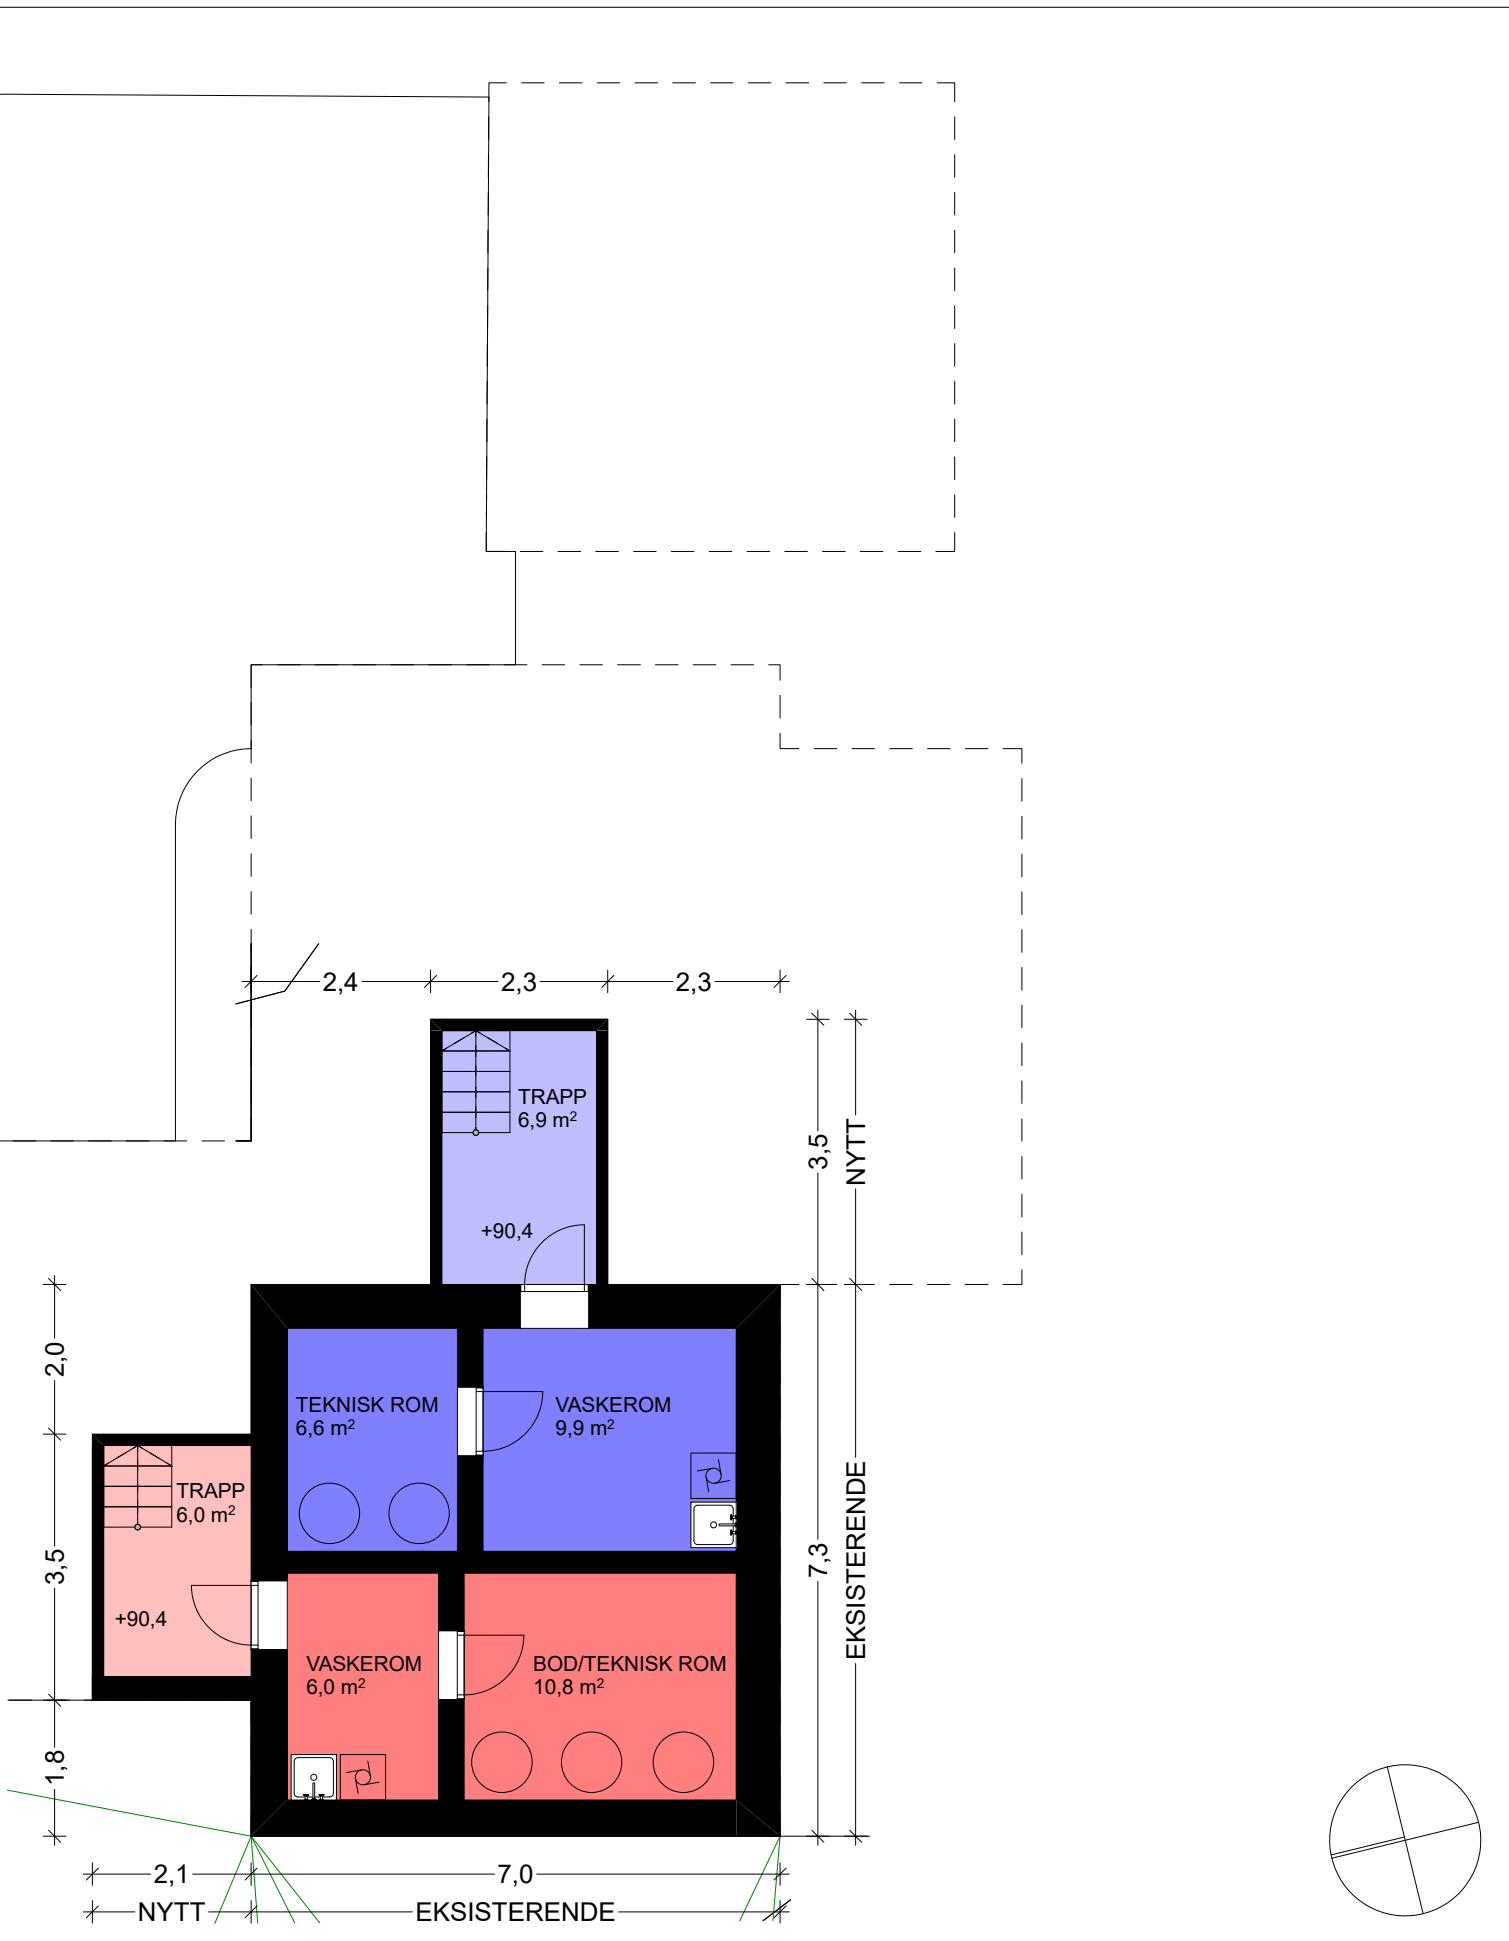 2,4
2,3
2,3
TRAPP
6,9 m²
3,5
NYTT
+90,4
2,0
TEKNISK ROM
6,6 m²
VASKEROM
9,9 m²
TRAPP
6,0 m²
3,5
7,3
EKSISTERENDE
+90,4
VASKEROM
6,0 m²
BOD/TEKNISK ROM
10,8 m²
1,8
2,1
7,0
NYTT
EKSISTERENDE